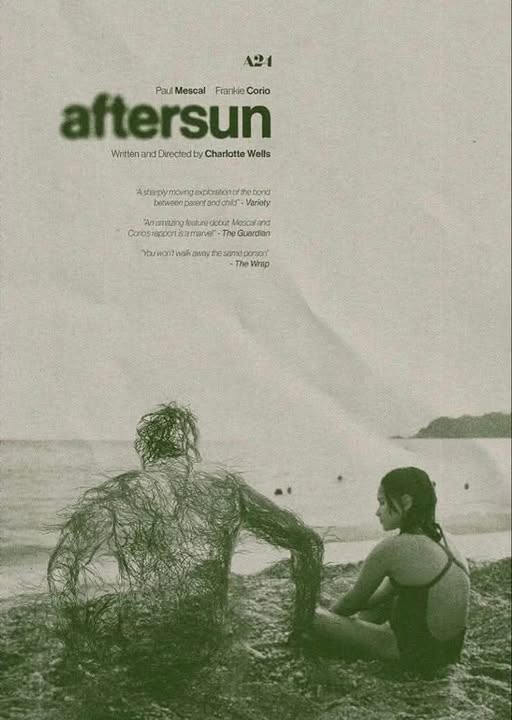 A24
Paul Mescal Frankie Corio
aftersun
Written and Directed by Charlotte Wells
"A sharply moving exploration of the bond
between parent and child" - Variety
"An amazing feature debut. Mescal and
Corio's rapport is a marvel" - The Guardian
"You won't walk away the same person"
- The Wrap